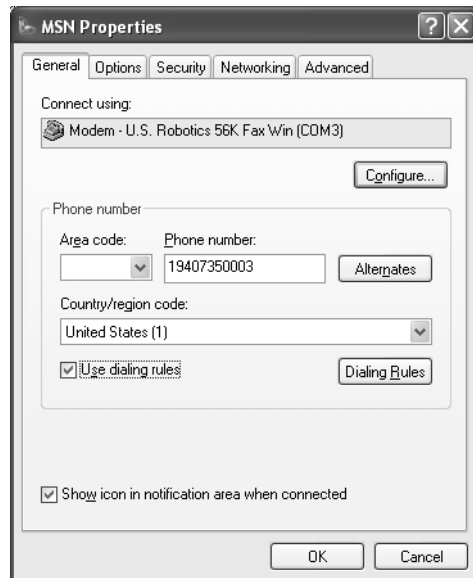 MSN Properties
General Options Security Networking Advanced
Connect using:
Modem - U.S. Robotics 56K Fax Win (COM3)
Configure...
Phone number
Area code: Phone number:
19407350003 Alternates
Country/region code:
United States (1)
Use dialing rules Dialing Rules
Show icon in notification area when connected
OK Cancel